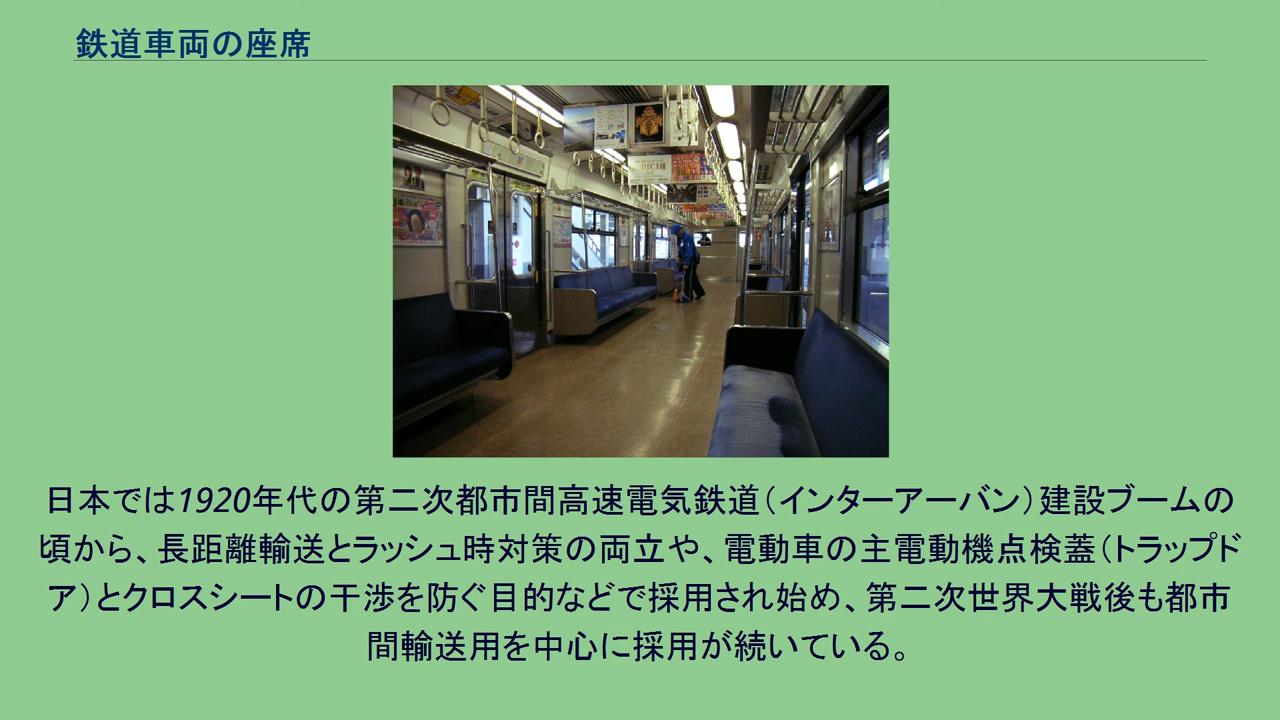 鉄道車両の座席
日本では1920年代の第二次都市間高速電気鉄道（インターアーバン）建設ブームの
頃から、長距離輸送とラッシュ時対策の両立や、電動車の主電動機点検蓋（トラップド
ア）とクロスシートの干渉を防ぐ目的などで採用され始め、第二次世界大戦後も都市
間輸送用を中心に採用が続いている。